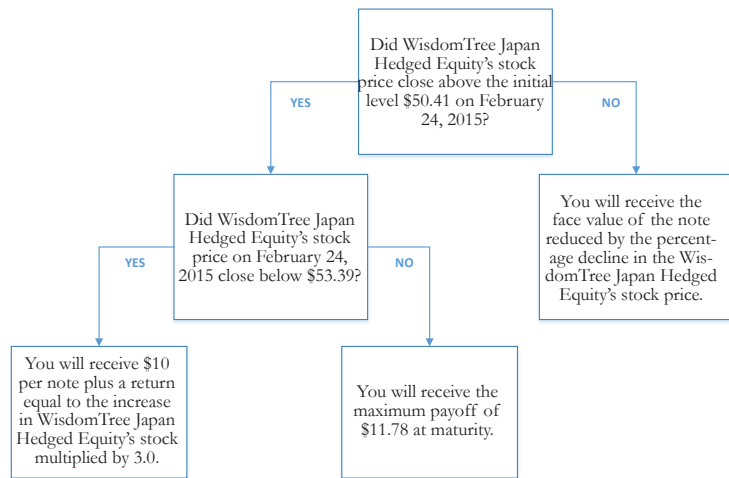 Did WisdomTree Japan
Hedged Equity's stock
price close above the initial
level $50.41 on February
24, 2015?
YES
NO
Did WisdomTree Japan
Hedged Equity's stock
price on February 24,
2015 close below $53.39?
You will receive the
face value of the note
reduced by the percent-
age decline in the Wis-
domTree Japan Hedged
Equity's stock price.
YES
NO
You will receive $10
per note plus a return
equal to the increase
in WisdomTree Japan
Hedged Equity's stock
multiplied by 3.0.
You will receive the
maximum payoff of
$11.78 at maturity.